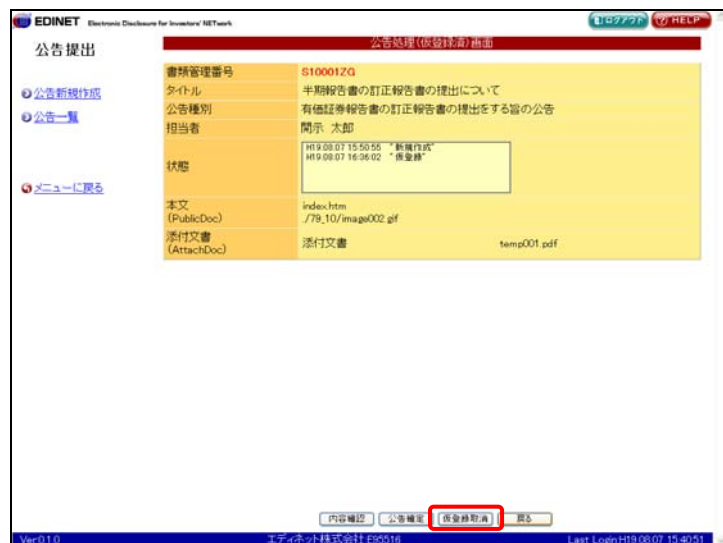 EDINET Electronic Disclosure for Investors' NETwork
ログアウト HELP
公告提出
公告処理(仮登録済)画面
公告新規作成
公告一覧
メニューに戻る
書類管理番号 S10001ZG
タイトル 半期報告書の訂正報告書の提出について
公告種別 有価証券報告書の訂正報告書の提出をする旨の公告
担当者 開示 太郎
状態
H19.08.07 15:50:55 "新規作成"
H19.08.07 16:36:02 "仮登録"
本文
(PublicDoc)
index.htm
./79_10/image002.gif
添付文書
(AttachDoc)
添付文書 temp001.pdf
内容確認 公告確定 仮登録取消 戻る
Ver.0.1.0 エディネット株式会社 E95516 Last Login:H19.08.07 15:40:51